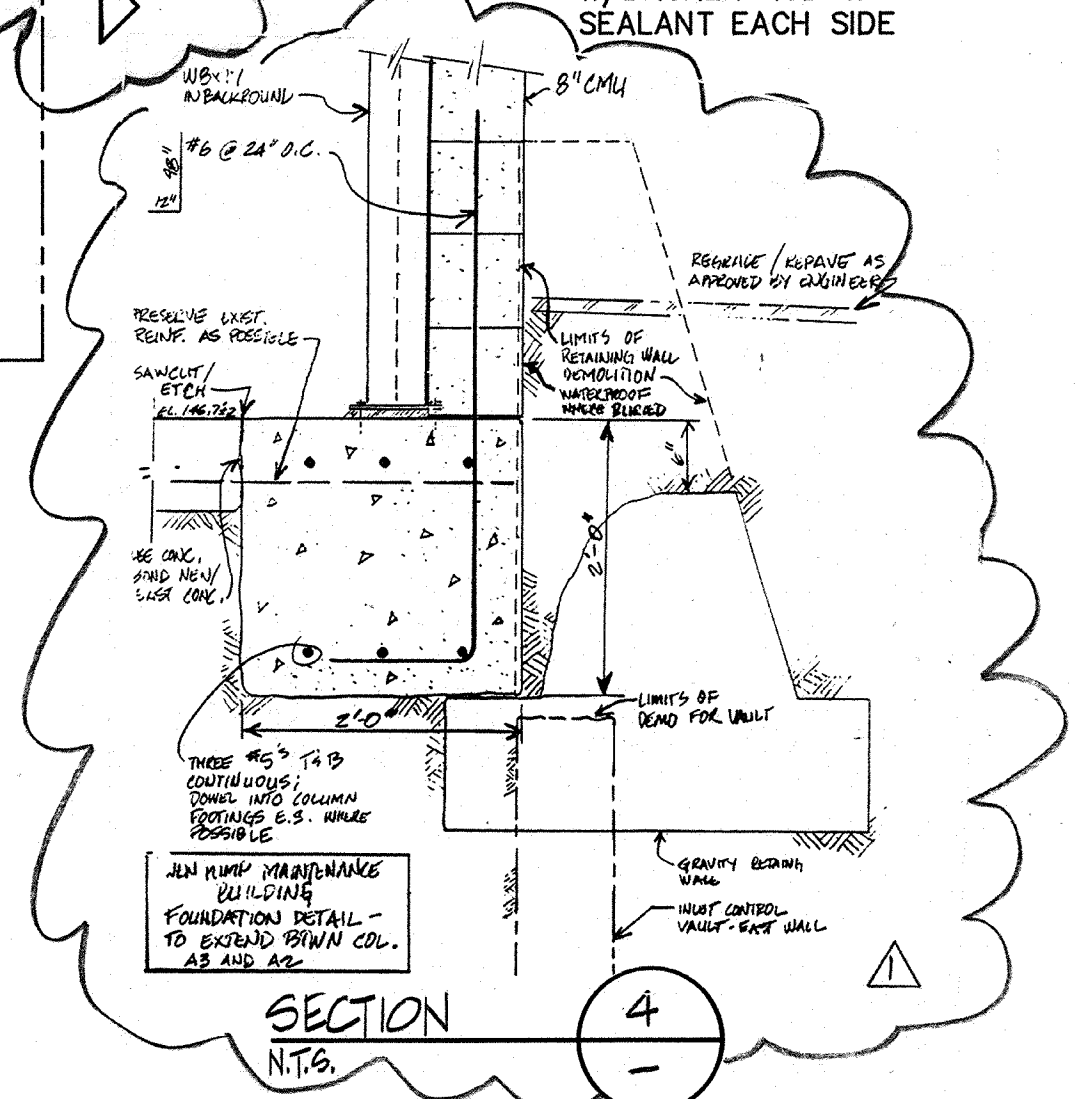 SEALANT EACH SIDE
IN BACKROUND
8" CMU
#6 @ 24" O.C.
48"
12"
REGRADE / REPAVE AS
APPROVED BY ENGINEER
PRESERVE EXIST.
REINF. AS POSSIBLE
LIMITS OF
RETAINING WALL
DEMOLITION
WATERPROOF
WHERE BURIED
SAWCUT/
ETCH
6"
2'-0"
CONC.
BOND NEW/
EXIST CONC.
LIMITS OF
DEMO FOR VAULT
2'-0"
THREE #5's T&B
CONTINUOUS;
DOWEL INTO COLUMN
FOOTINGS E.S. WHERE
POSSIBLE
GRAVITY RETAING
WALL
MAINTENANCE
BUILDING
FOUNDATION DETAIL -
TO EXTEND BTWN COL.
A3 AND A2
INLET CONTROL
VAULT - EAST WALL
1
SECTION
N.T.S.
4
-